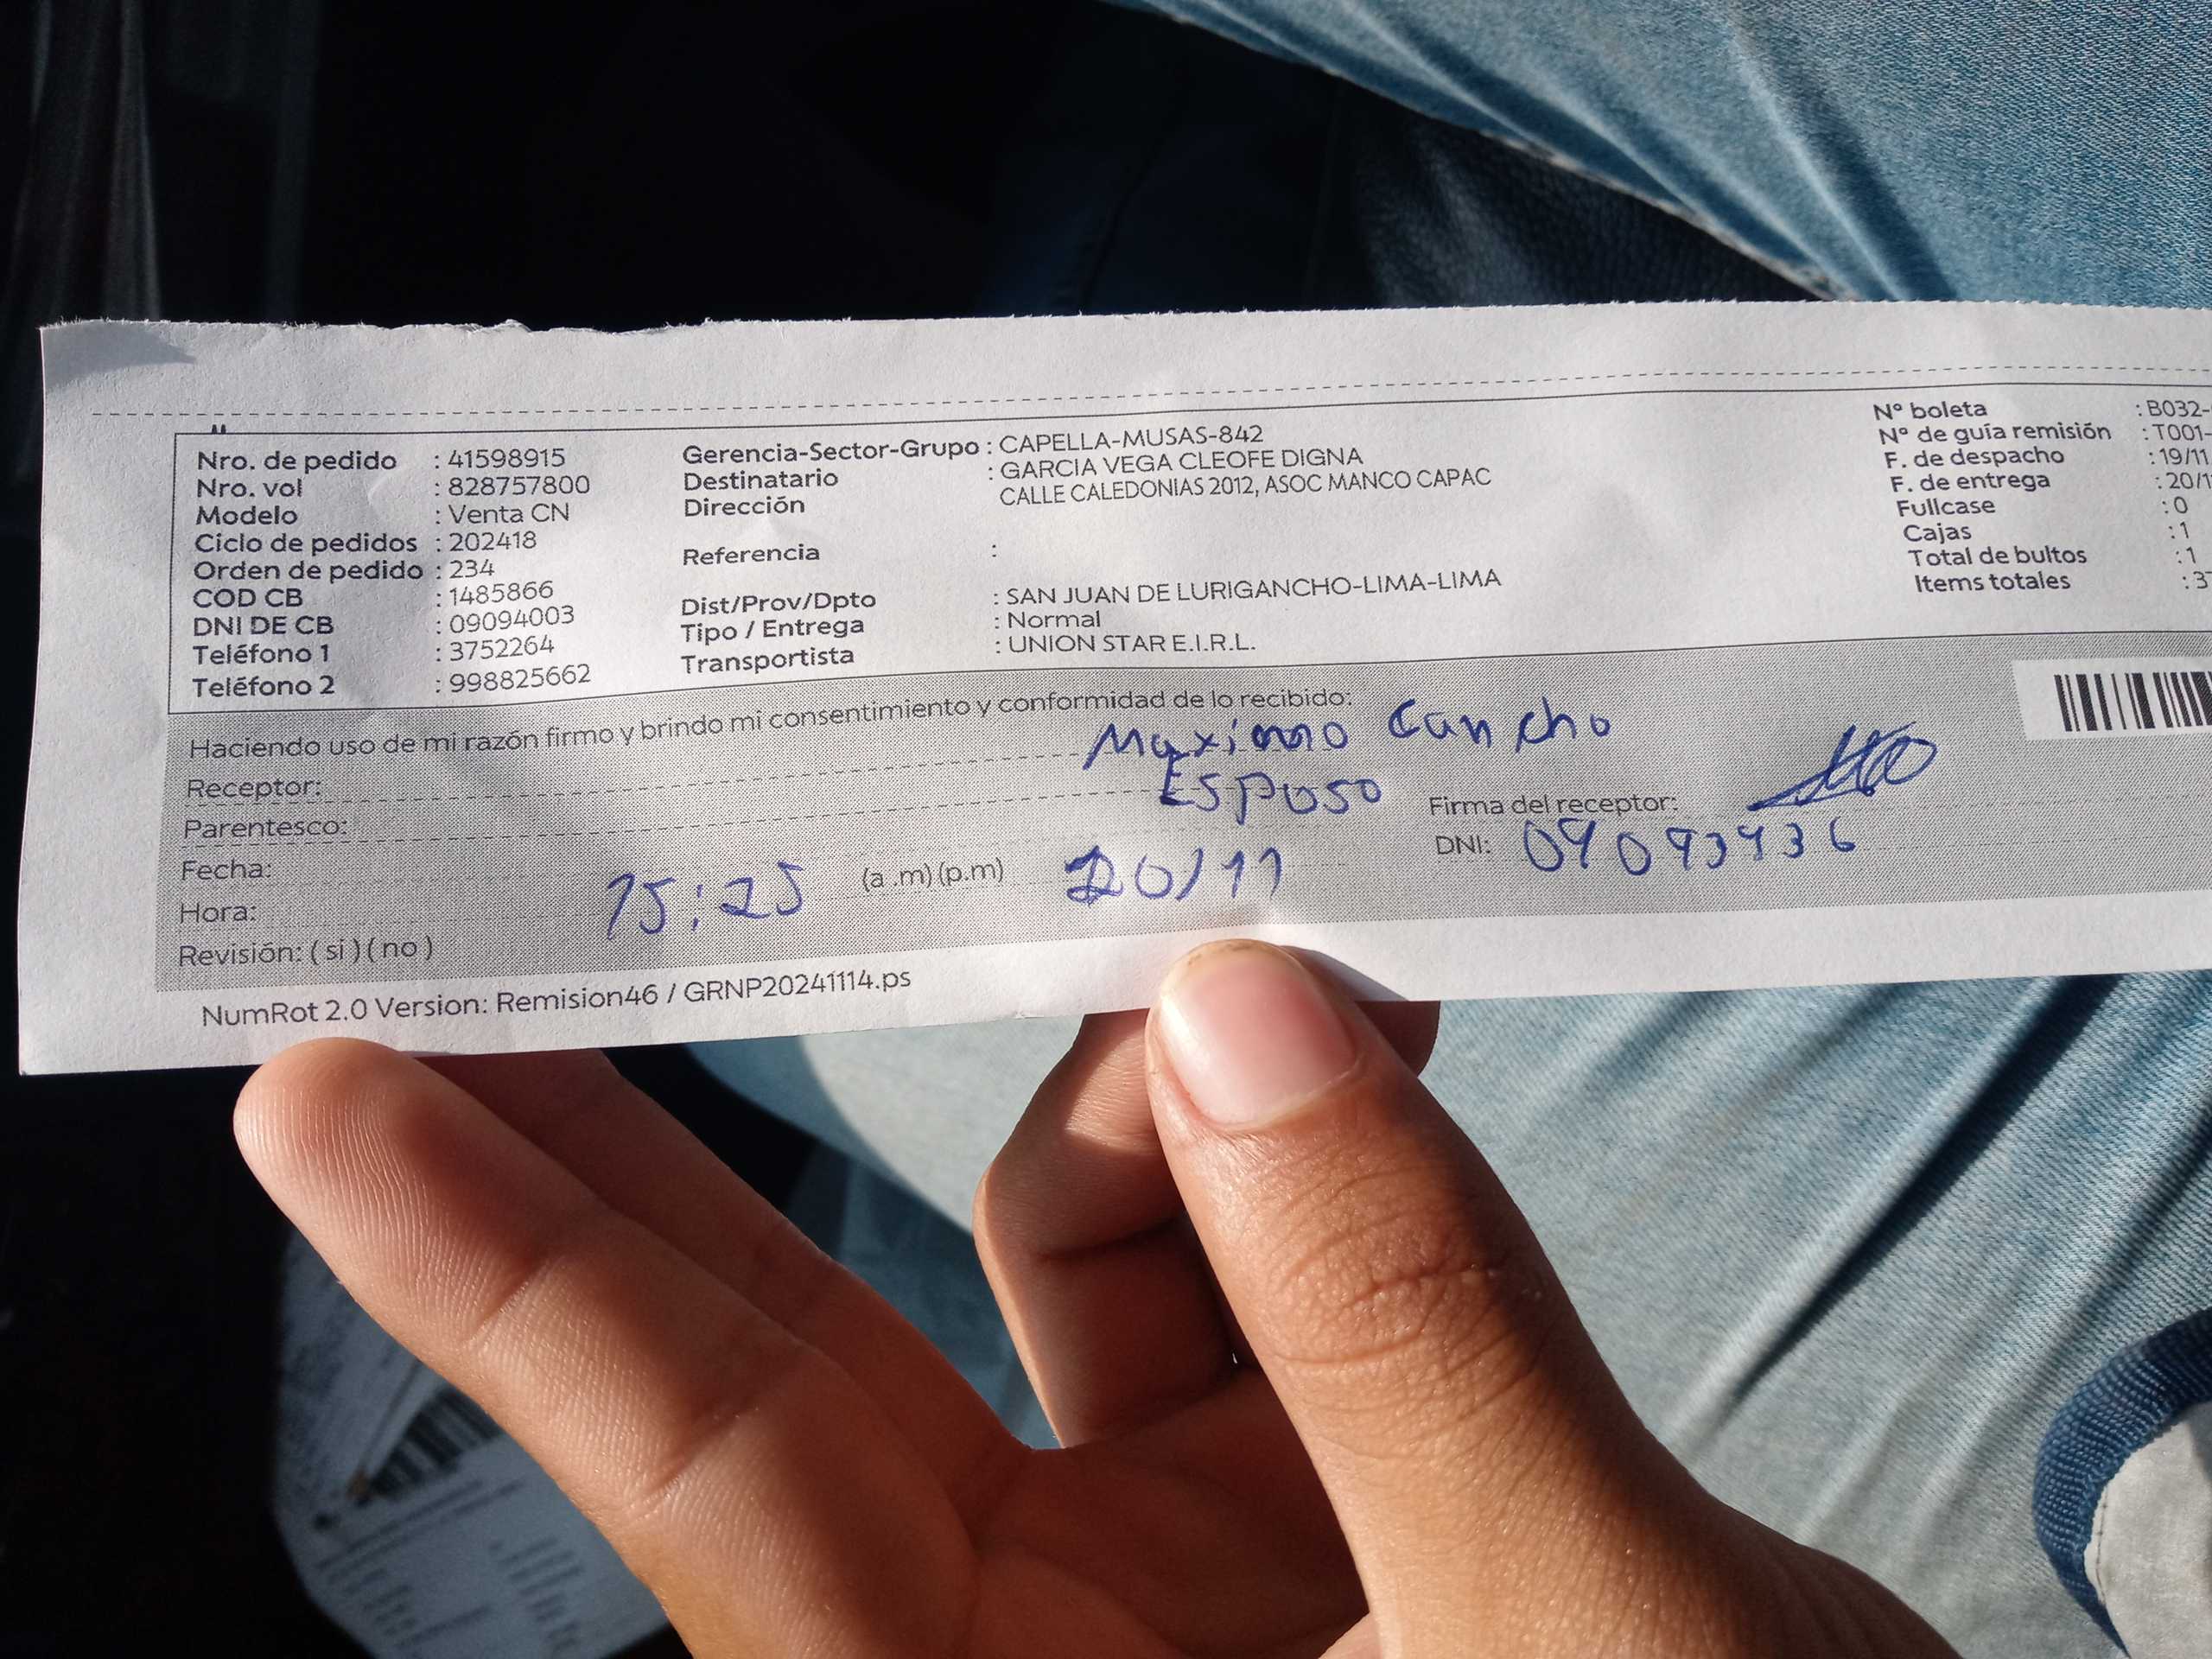 Nro. de pedido : 41598915
Nro. vol : 828757800
Modelo : Venta CN
Ciclo de pedidos : 202418
Orden de pedido : 234
COD CB : 1485866
DNI DE CB : 09094003
Teléfono 1 : 3752264
Teléfono 2 : 998825662
Gerencia-Sector-Grupo : CAPELLA-MUSAS-842
Destinatario : GARCIA VEGA CLEOFE DIGNA
Dirección CALLE CALEDONIAS 2012, ASOC MANCO CAPAC
Referencia :
Dist/Prov/Dpto : SAN JUAN DE LURIGANCHO-LIMA-LIMA
Tipo / Entrega : Normal
Transportista : UNION STAR E.I.R.L.
Nº boleta : B032-
Nº de guía remisión : T001-
F. de despacho : 19/11
F. de entrega : 20/1
Fullcase : 0
Cajas : 1
Total de bultos : 1
Items totales : 3
Haciendo uso de mi razón firmo y brindo mi consentimiento y conformidad de lo recibido:
Receptor: Maximo Cancho
Parentesco: Esposo Firma del receptor:
Fecha: 20/11 DNI:
Hora: 15:25 (a .m) (p.m)
Revisión: ( si ) ( no )
NumRot 2.0 Version: Remision46 / GRNP20241114.ps